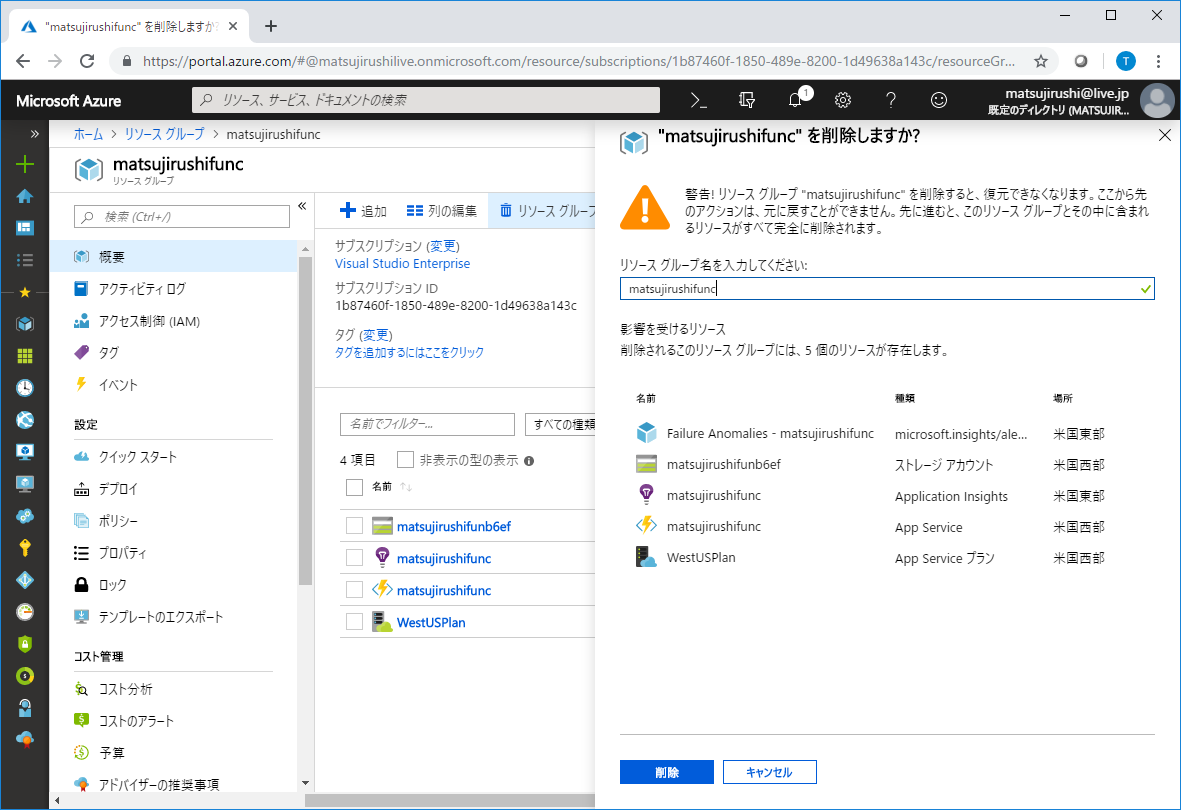 "matsujirushifunc" を削除しますか?
https://portal.azure.com/#@matsujirushilive.onmicrosoft.com/resource/subscriptions/1b87460f-1850-489e-8200-1d49638a143c/resourceGr...
T
Microsoft Azure
リソース、サービス、ドキュメントの検索
1
matsujirushi@live.jp
既定のディレクトリ (MATSUJIR...
ホーム > リソース グループ > matsujirushifunc
matsujirushifunc
リソース グループ
検索 (Ctrl+/)
概要
アクティビティ ログ
アクセス制御 (IAM)
タグ
イベント
設定
クイック スタート
デプロイ
ポリシー
プロパティ
ロック
テンプレートのエクスポート
コスト管理
コスト分析
コストのアラート
予算
アドバイザーの推奨事項
追加
列の編集
リソース グループ
サブスクリプション (変更)
Visual Studio Enterprise
サブスクリプション ID
1b87460f-1850-489e-8200-1d49638a143c
タグ (変更)
タグを追加するにはここをクリック
名前でフィルター...
すべての種類
4 項目
非表示の型の表示
名前
matsujirushifunb6ef
matsujirushifunc
matsujirushifunc
WestUSPlan
"matsujirushifunc" を削除しますか?
警告! リソース グループ "matsujirushifunc" を削除すると、復元できなくなります。ここから先
のアクションは、元に戻すことができません。先に進むと、このリソース グループとその中に含まれ
るリソースがすべて完全に削除されます。
リソース グループ名を入力してください:
matsujirushifunc
影響を受けるリソース
削除されるこのリソース グループには、5 個のリソースが存在します。
名前 種類 場所
Failure Anomalies - matsujirushifunc microsoft.insights/ale... 米国東部
matsujirushifunb6ef ストレージ アカウント 米国西部
matsujirushifunc Application Insights 米国東部
matsujirushifunc App Service 米国西部
WestUSPlan App Service プラン 米国西部
削除
キャンセル